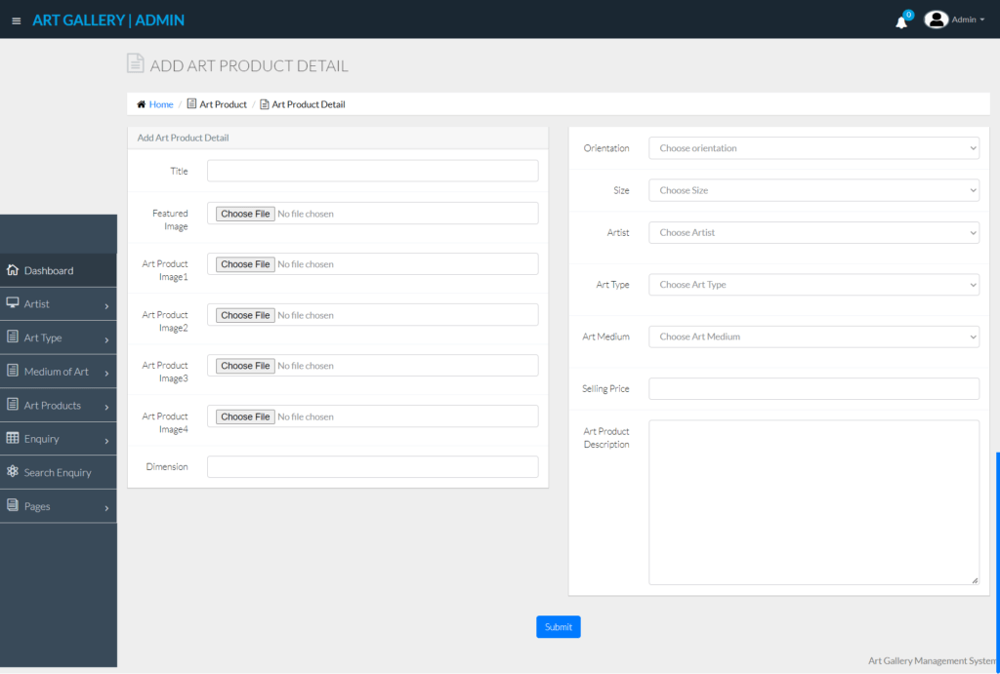 ART GALLERY | ADMIN
0
Admin
ADD ART PRODUCT DETAIL
Home / Art Product / Art Product Detail
Dashboard
Artist
Art Type
Medium of Art
Art Products
Enquiry
Search Enquiry
Pages
Add Art Product Detail
Title
Featured
Image
Choose File No file chosen
Art Product
Image1
Choose File No file chosen
Art Product
Image2
Choose File No file chosen
Art Product
Image3
Choose File No file chosen
Art Product
Image4
Choose File No file chosen
Dimension
Orientation
Choose orientation
Size
Choose Size
Artist
Choose Artist
Art Type
Choose Art Type
Art Medium
Choose Art Medium
Selling Price
Art Product
Description
Submit
Art Gallery Management System